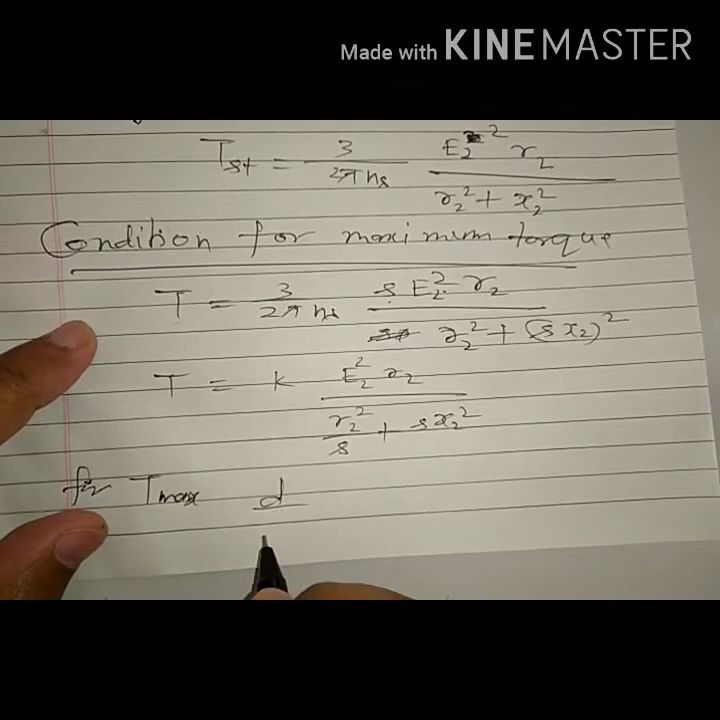 Made with KINEMASTER
Tst = 3/2πns E2² r2/r2² + x2²
Condition for maximum torque
T = 3/2πns s E2² r2/r2² + (s x2)²
T = K E2² r2/r2²/s + s x2²
for Tmax d